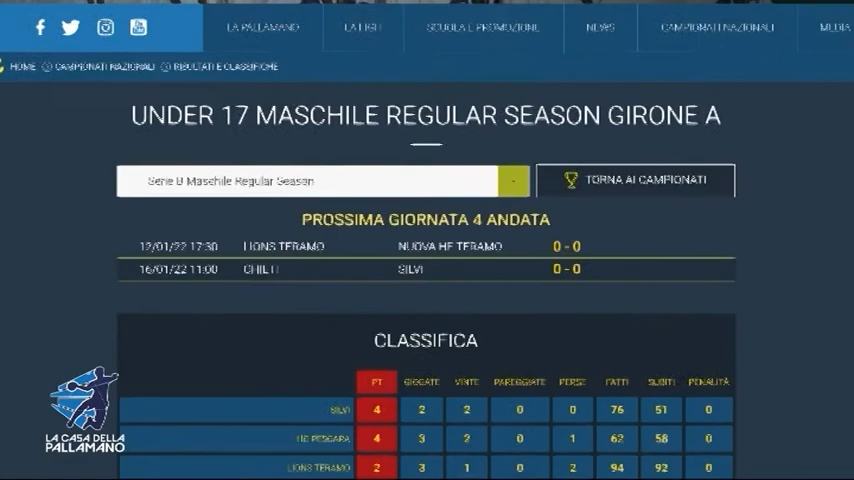 LA PALLAMANO LA FIGH SCUOLA E PROMOZIONE NEWS CAMPIONATI NAZIONALI MEDIA
HOME CAMPIONATI NAZIONALI RISULTATI E CLASSIFICHE
UNDER 17 MASCHILE REGULAR SEASON GIRONE A
Serie B Maschile Regular Season - TORNA AI CAMPIONATI
PROSSIMA GIORNATA 4 ANDATA
12/01/22 17:30 LIONS TERAMO NUOVA HF TERAMO 0 - 0
16/01/22 11:00 CHIETI SILVI 0 - 0
CLASSIFICA
PT GIOCATE VINTE PAREGGIATE PERSE FATTI SUBITI PENALITÀ
SILVI 4 2 2 0 0 76 51 0
HC PESCARA 4 3 2 0 1 62 58 0
LIONS TERAMO 2 3 1 0 2 94 92 0
LA CASA DELLA
PALLAMANO